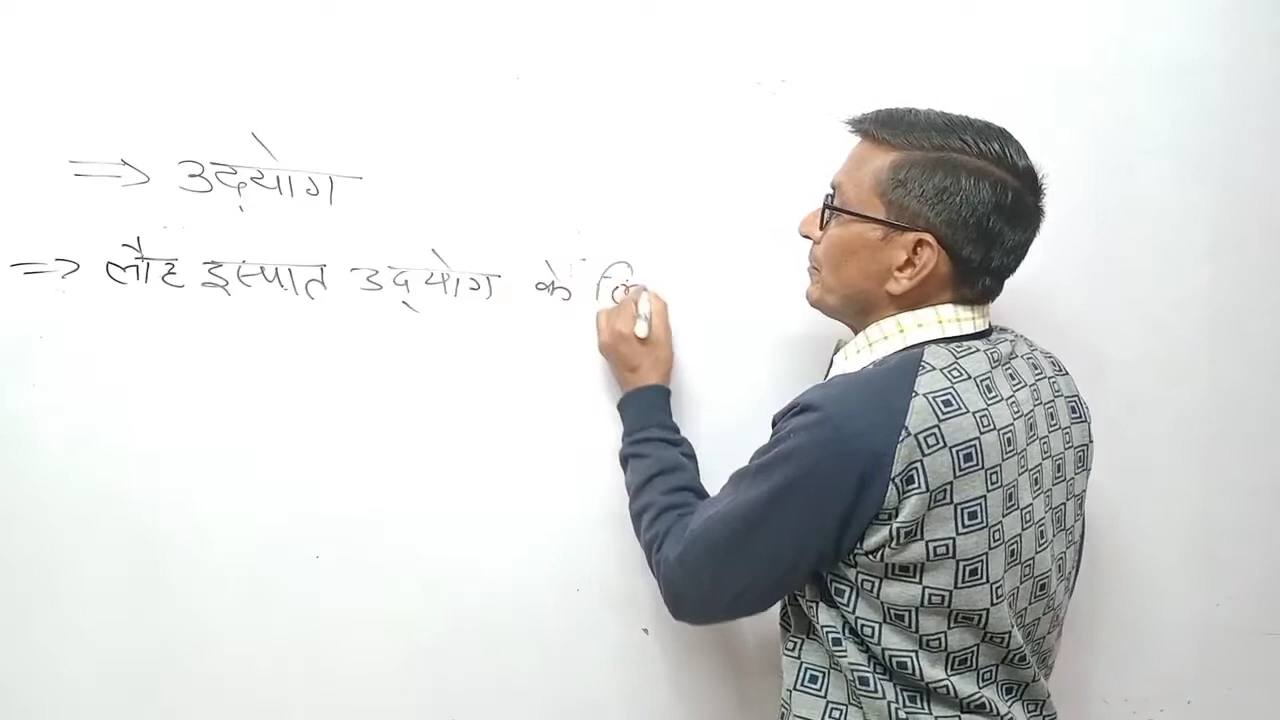 ⇒ उद्योग
⇒ लौह इस्पात उद्योग के लि